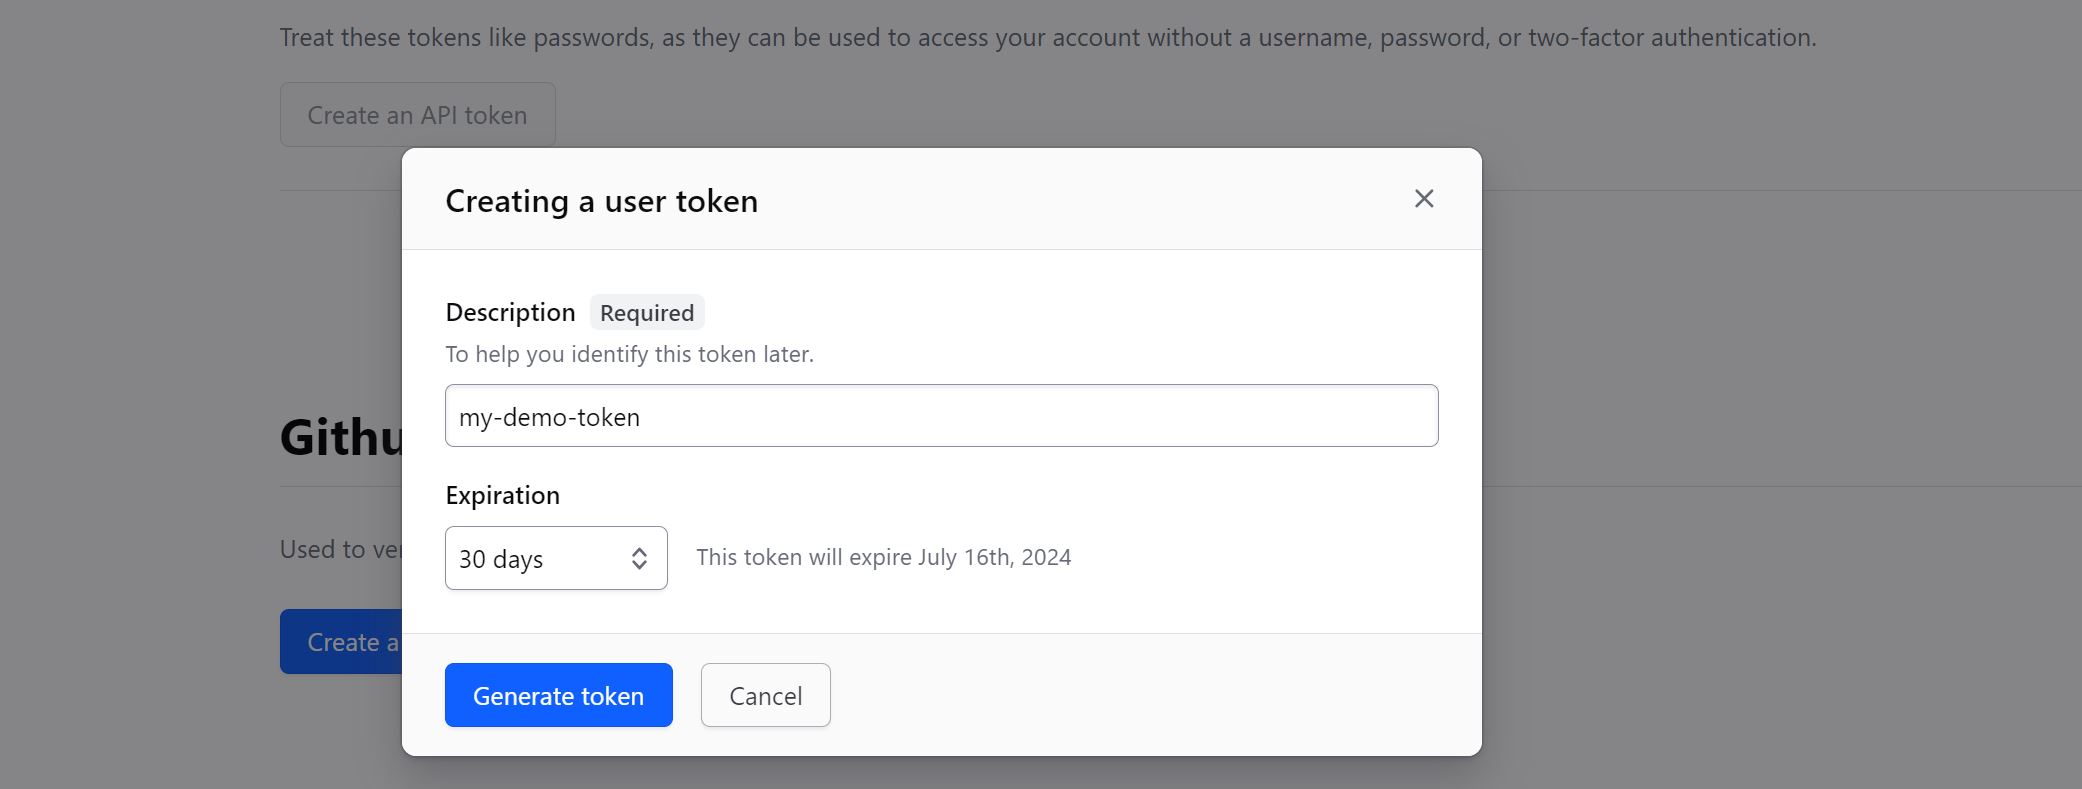 Treat these tokens like passwords, as they can be used to access your account without a username, password, or two-factor authentication.
Create an API token
Creating a user token
Description Required
To help you identify this token later.
my-demo-token
Githu
Expiration
Used to ver
30 days This token will expire July 16th, 2024
Create a
Generate token Cancel